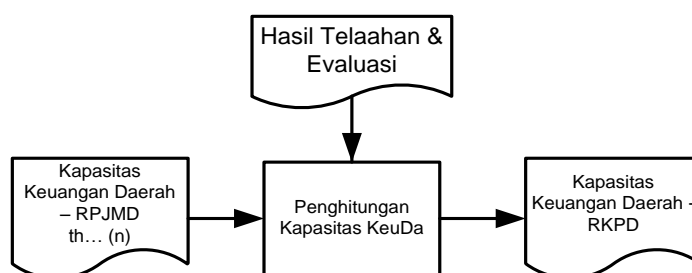 Hasil Telaahan &
Evaluasi
Kapasitas
Keuangan Daerah
– RPJMD
th… (n)
Penghitungan
Kapasitas KeuDa
Kapasitas
Keuangan Daerah -
RKPD